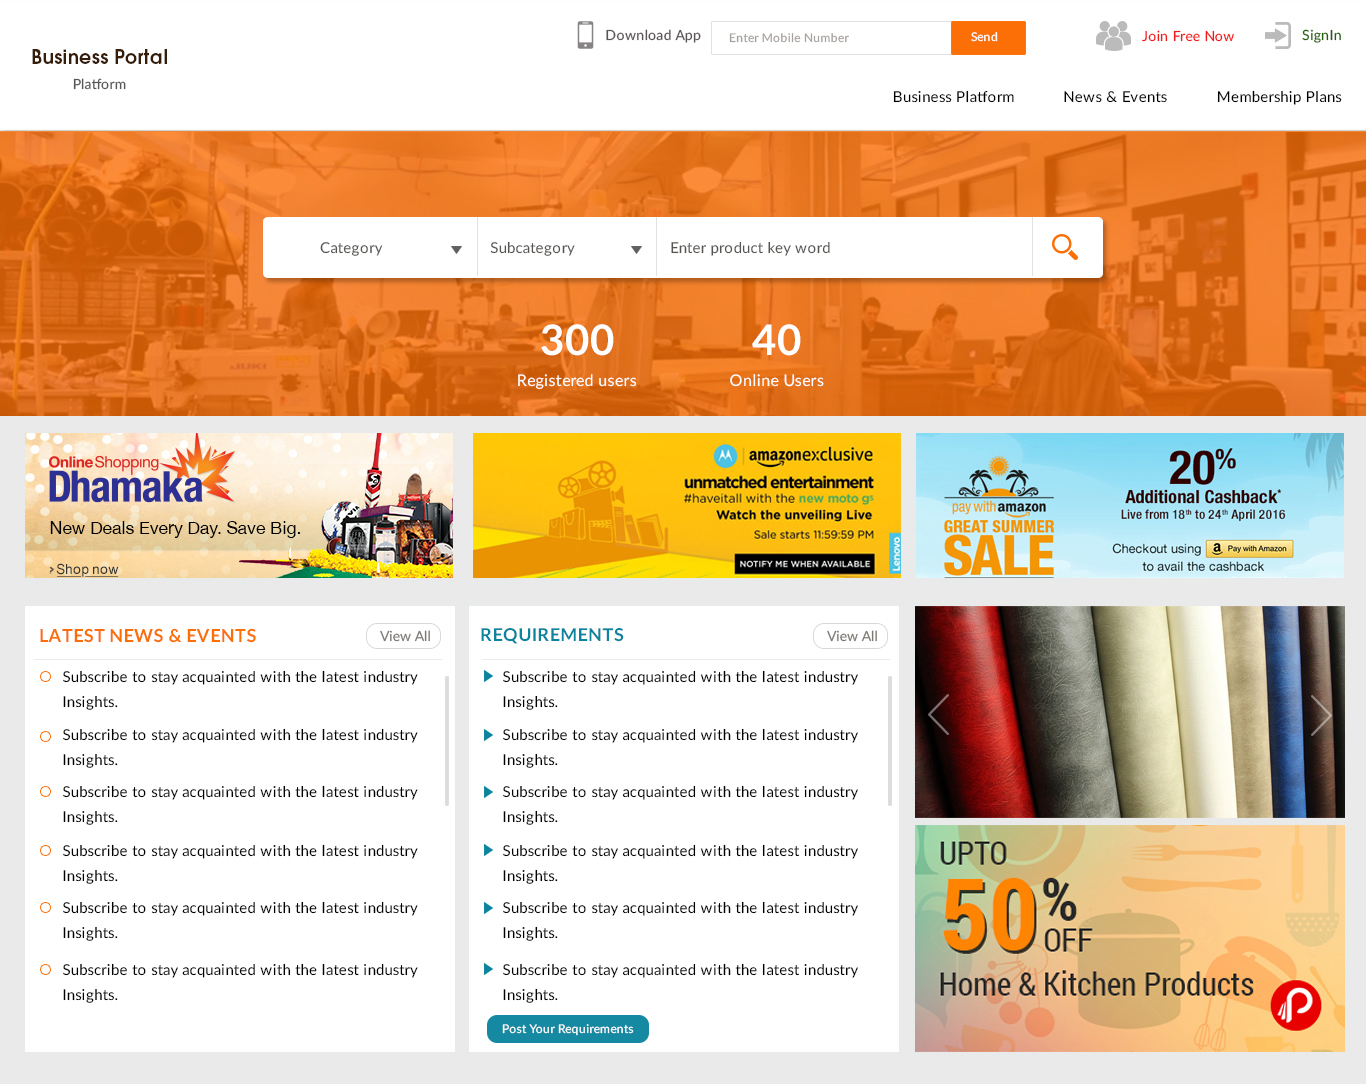 Business Portal
Platform
Download App
Enter Mobile Number
Send
Join Free Now
SignIn
Business Platform
News & Events
Membership Plans
Category
Subcategory
Enter product key word
300
Registered users
40
Online Users
OnlineShopping
Dhamaka
New Deals Every Day. Save Big.
> Shop now
amazonexclusive
unmatched entertainment
#haveitall with the new moto g5
Watch the unveiling Live
Sale starts 11:59:59 PM
NOTIFY ME WHEN AVAILABLE
Lenovo
pay with amazon
GREAT SUMMER
SALE
20%
Additional Cashback*
Live from 18th to 24th April 2016
Checkout using a Pay with Amazon
to avail the cashback
LATEST NEWS & EVENTS
View All
Subscribe to stay acquainted with the latest industry
Insights.
Subscribe to stay acquainted with the latest industry
Insights.
Subscribe to stay acquainted with the latest industry
Insights.
Subscribe to stay acquainted with the latest industry
Insights.
Subscribe to stay acquainted with the latest industry
Insights.
Subscribe to stay acquainted with the latest industry
Insights.
REQUIREMENTS
View All
Subscribe to stay acquainted with the latest industry
Insights.
Subscribe to stay acquainted with the latest industry
Insights.
Subscribe to stay acquainted with the latest industry
Insights.
Subscribe to stay acquainted with the latest industry
Insights.
Subscribe to stay acquainted with the latest industry
Insights.
Subscribe to stay acquainted with the latest industry
Insights.
Post Your Requirements
UPTO
50%
OFF
Home & Kitchen Products